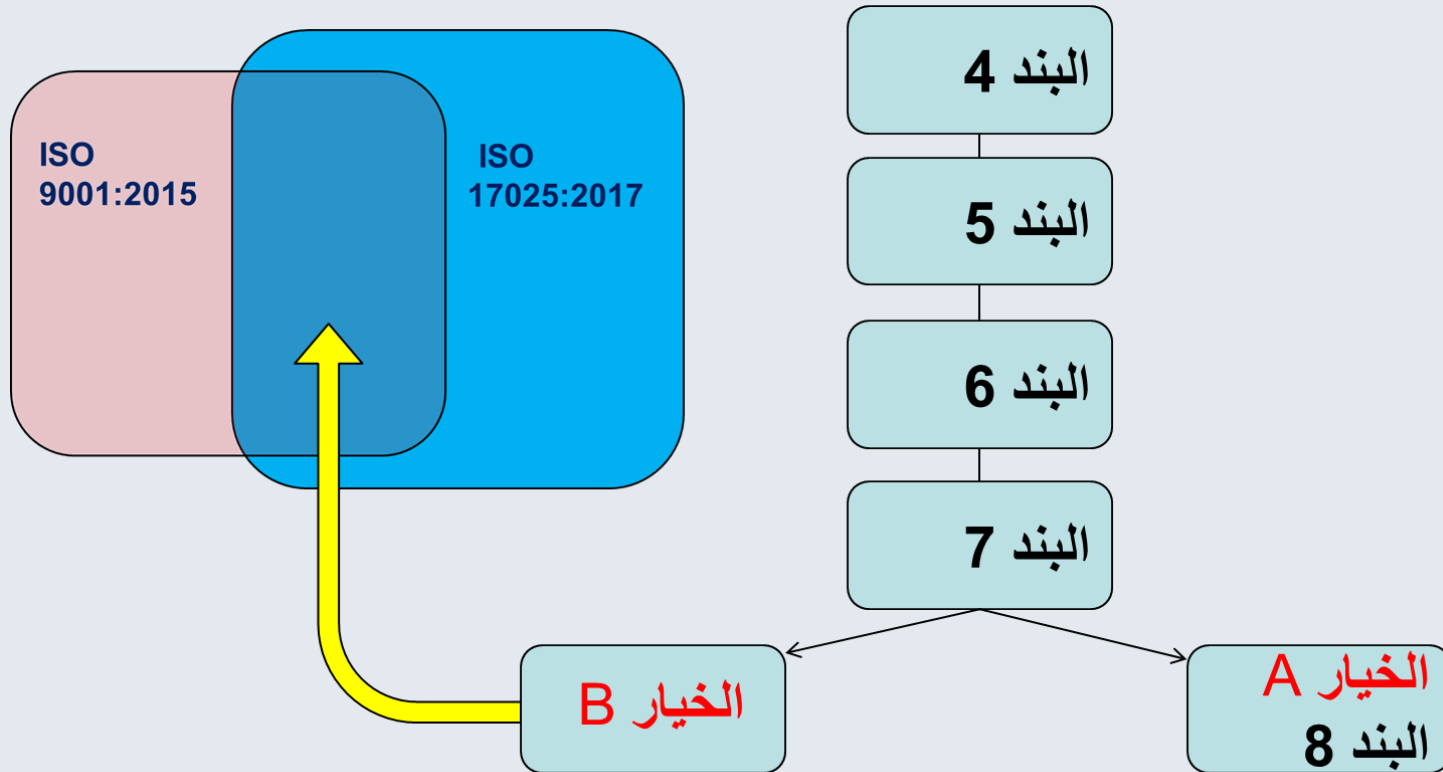 ISO
9001:2015
ISO
17025:2017
البند 4
البند 5
البند 6
البند 7
الخيار B
الخيار A
البند 8